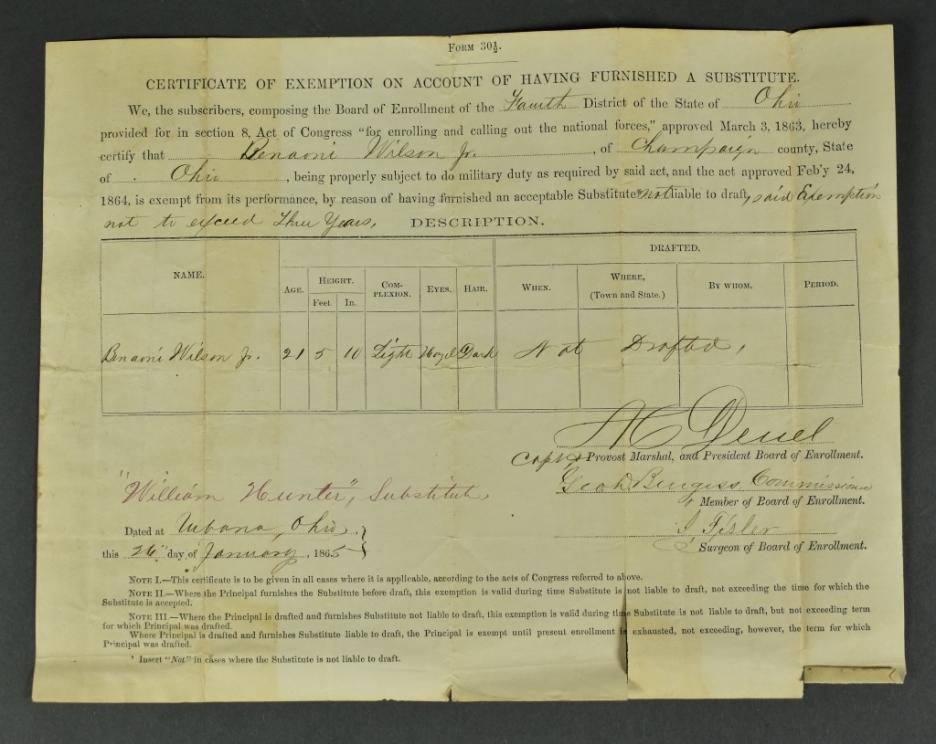 FORM 30½.
CERTIFICATE OF EXEMPTION ON ACCOUNT OF HAVING FURNISHED A SUBSTITUTE.
We, the subscribers, composing the Board of Enrollment of the Fourth District of the State of Ohio
provided for in section 8, Act of Congress “for enrolling and calling out the national forces,” approved March 3, 1863, hereby
certify that Benaoni Wilson Jr. , of Champaign county, State
of Ohio , being properly subject to do military duty as required by said act, and the act approved Feb'y 24,
1864, is exempt from its performance, by reason of having furnished an acceptable Substitute * not liable to draft, said Exemption
not to exceed Three Years, DESCRIPTION.
DRAFTED.
NAME. AGE. HEIGHT. COM-PLEXION. EYES. HAIR. WHEN. WHERE, (Town and State.) BY WHOM. PERIOD.
Feet. In.
Benaoni Wilson Jr. 21 5 10 Light Hazel Dark Not Drafted,
Deuel
Capt & Provost Marshal, and President Board of Enrollment.
Burgess Commissioner
Member of Board of Enrollment.
"William Hunter", Substitute
Fisler
Surgeon of Board of Enrollment.
Dated at Urbana, Ohio.
this 26" day of January, 1865
NOTE I.—This certificate is to be given in all cases where it is applicable, according to the acts of Congress referred to above.
NOTE II.—Where the Principal furnishes the Substitute before draft, this exemption is valid during time Substitute is not liable to draft, not exceeding the time for which the
Substitute is accepted.
NOTE III.—Where the Principal is drafted and furnishes Substitute not liable to draft, this exemption is valid during time Substitute is not liable to draft, but not exceeding term
for which Principal was drafted.
Where Principal is drafted and furnishes Substitute liable to draft, the Principal is exempt until present enrollment is exhausted, not exceeding, however, the term for which
Principal was drafted.
* Insert “Not” in cases where the Substitute is not liable to draft.